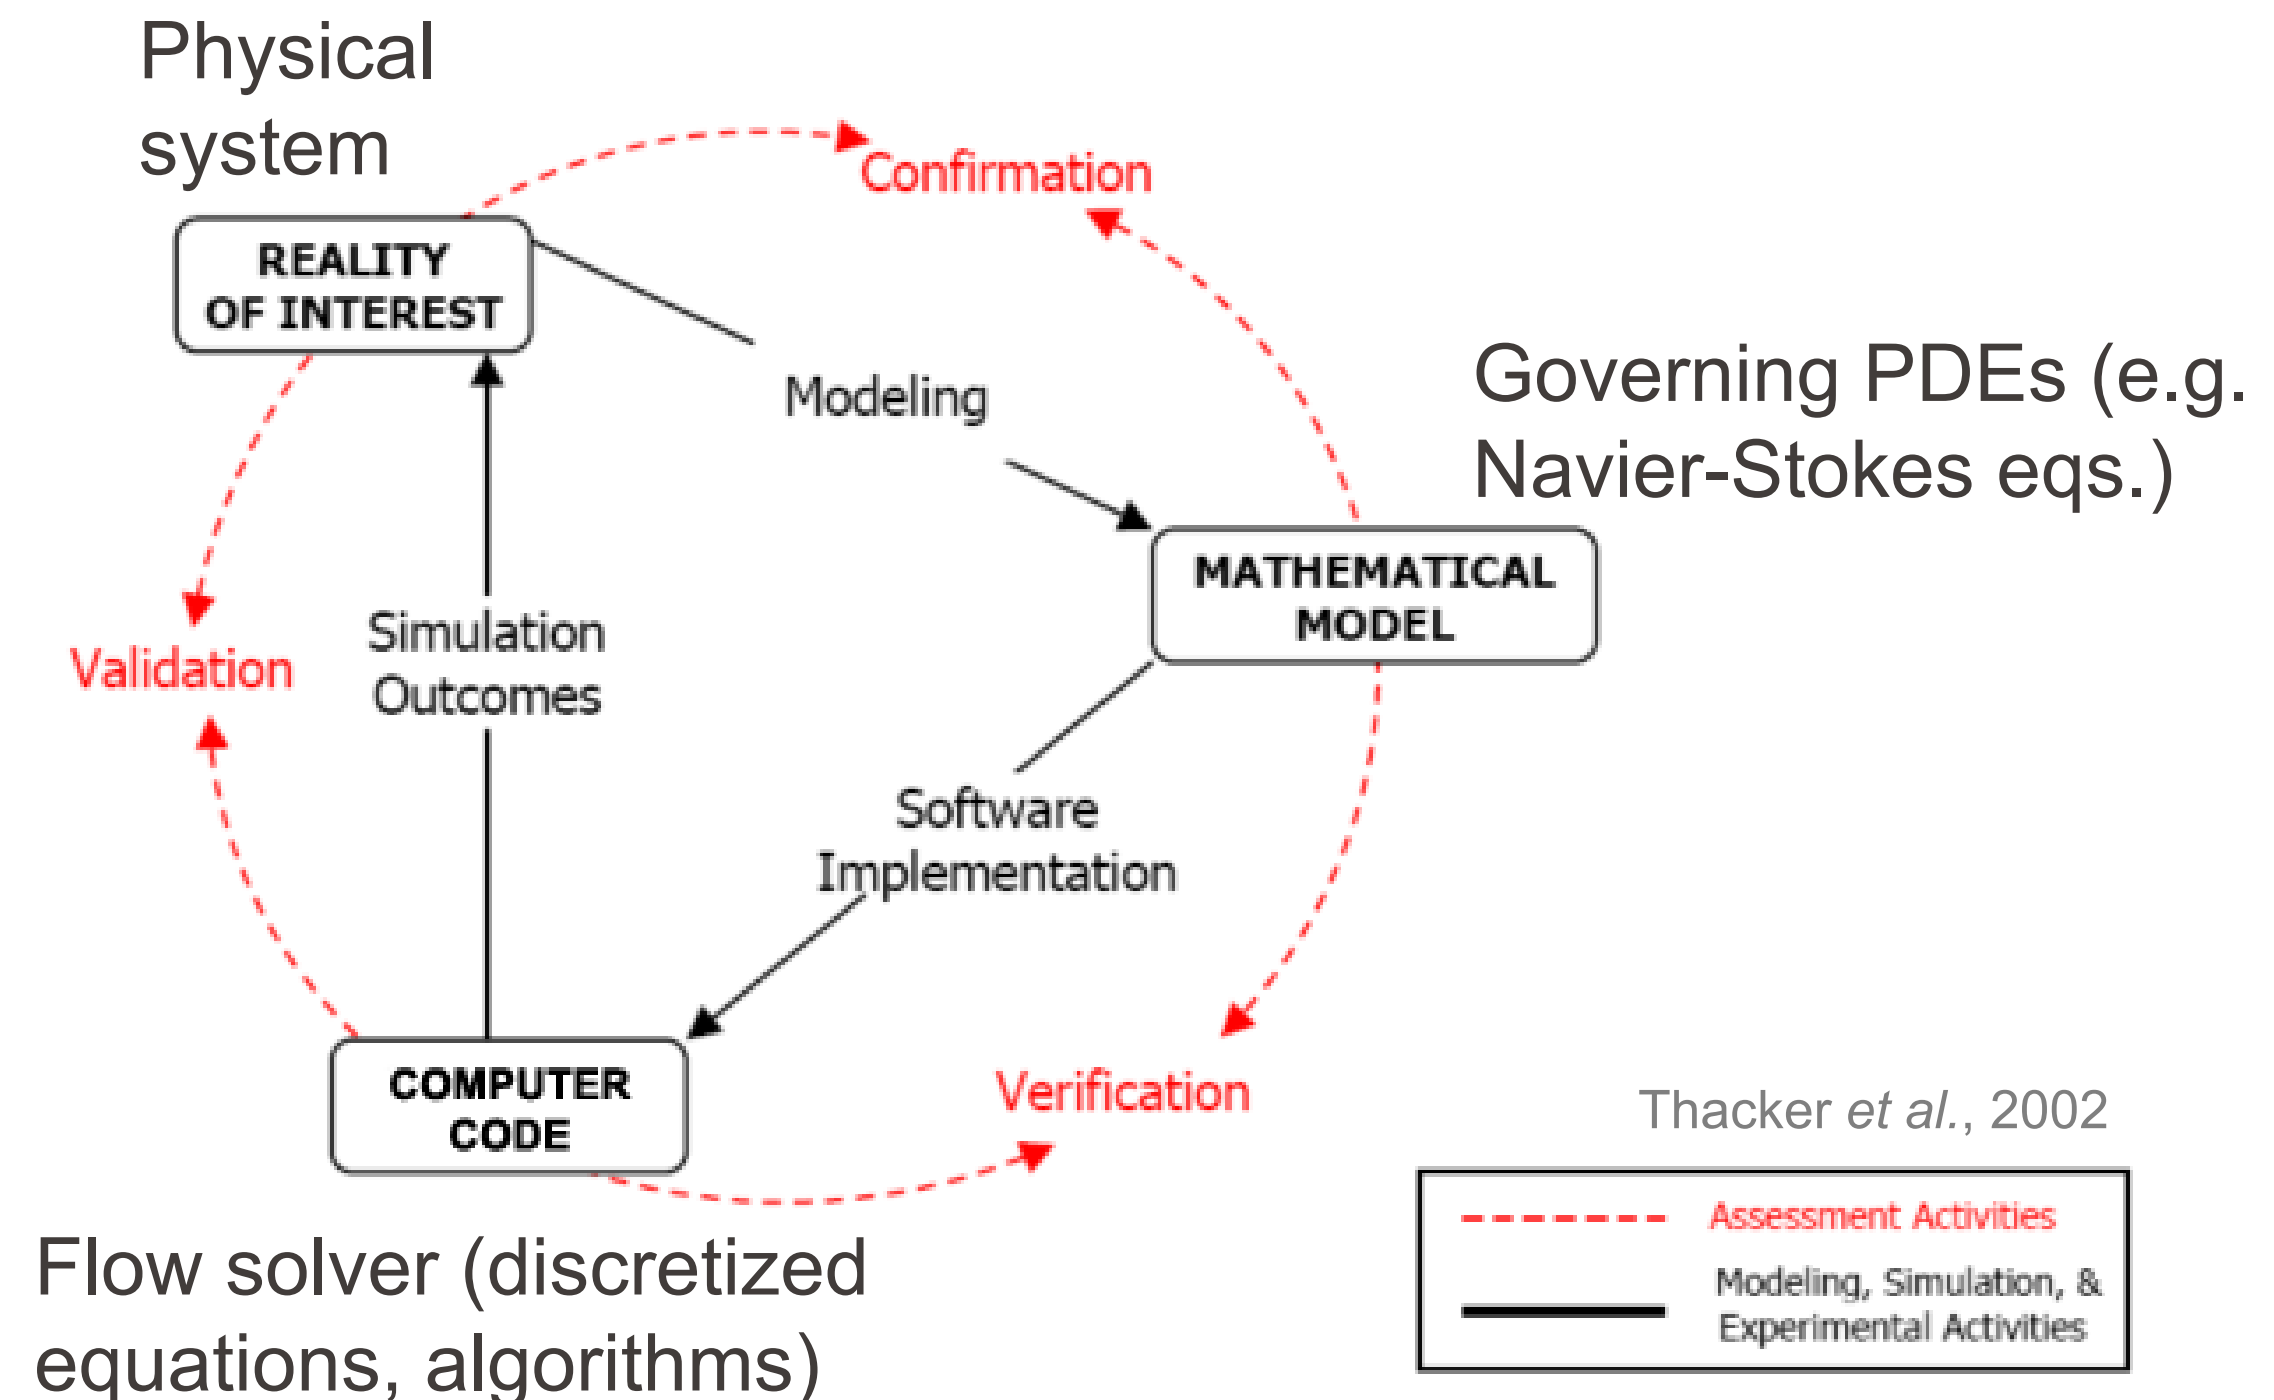 Physical
system
Confirmation
REALITY
OF INTEREST
Modeling
Governing PDEs (e.g.
Navier-Stokes eqs.)
MATHEMATICAL
MODEL
Simulation
Outcomes
Validation
Software
Implementation
COMPUTER
CODE
Verification
Thacker et al., 2002
Assessment Activities
Modeling, Simulation, &
Experimental Activities
Flow solver (discretized
equations, algorithms)